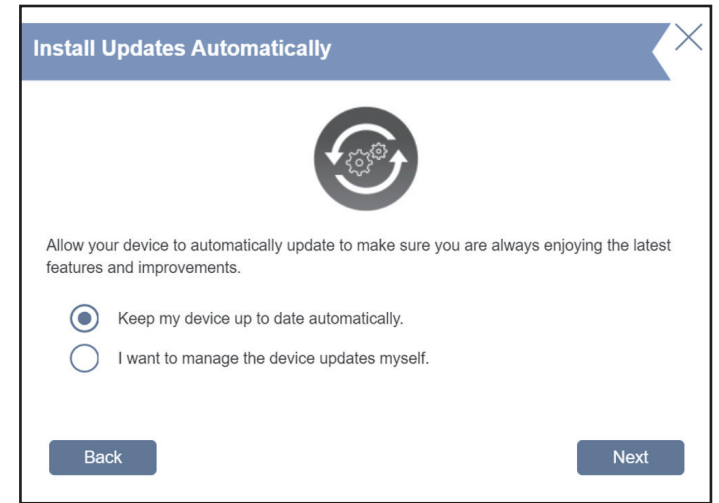 Install Updates Automatically
Allow your device to automatically update to make sure you are always enjoying the latest
features and improvements.
Keep my device up to date automatically.
I want to manage the device updates myself.
Back
Next